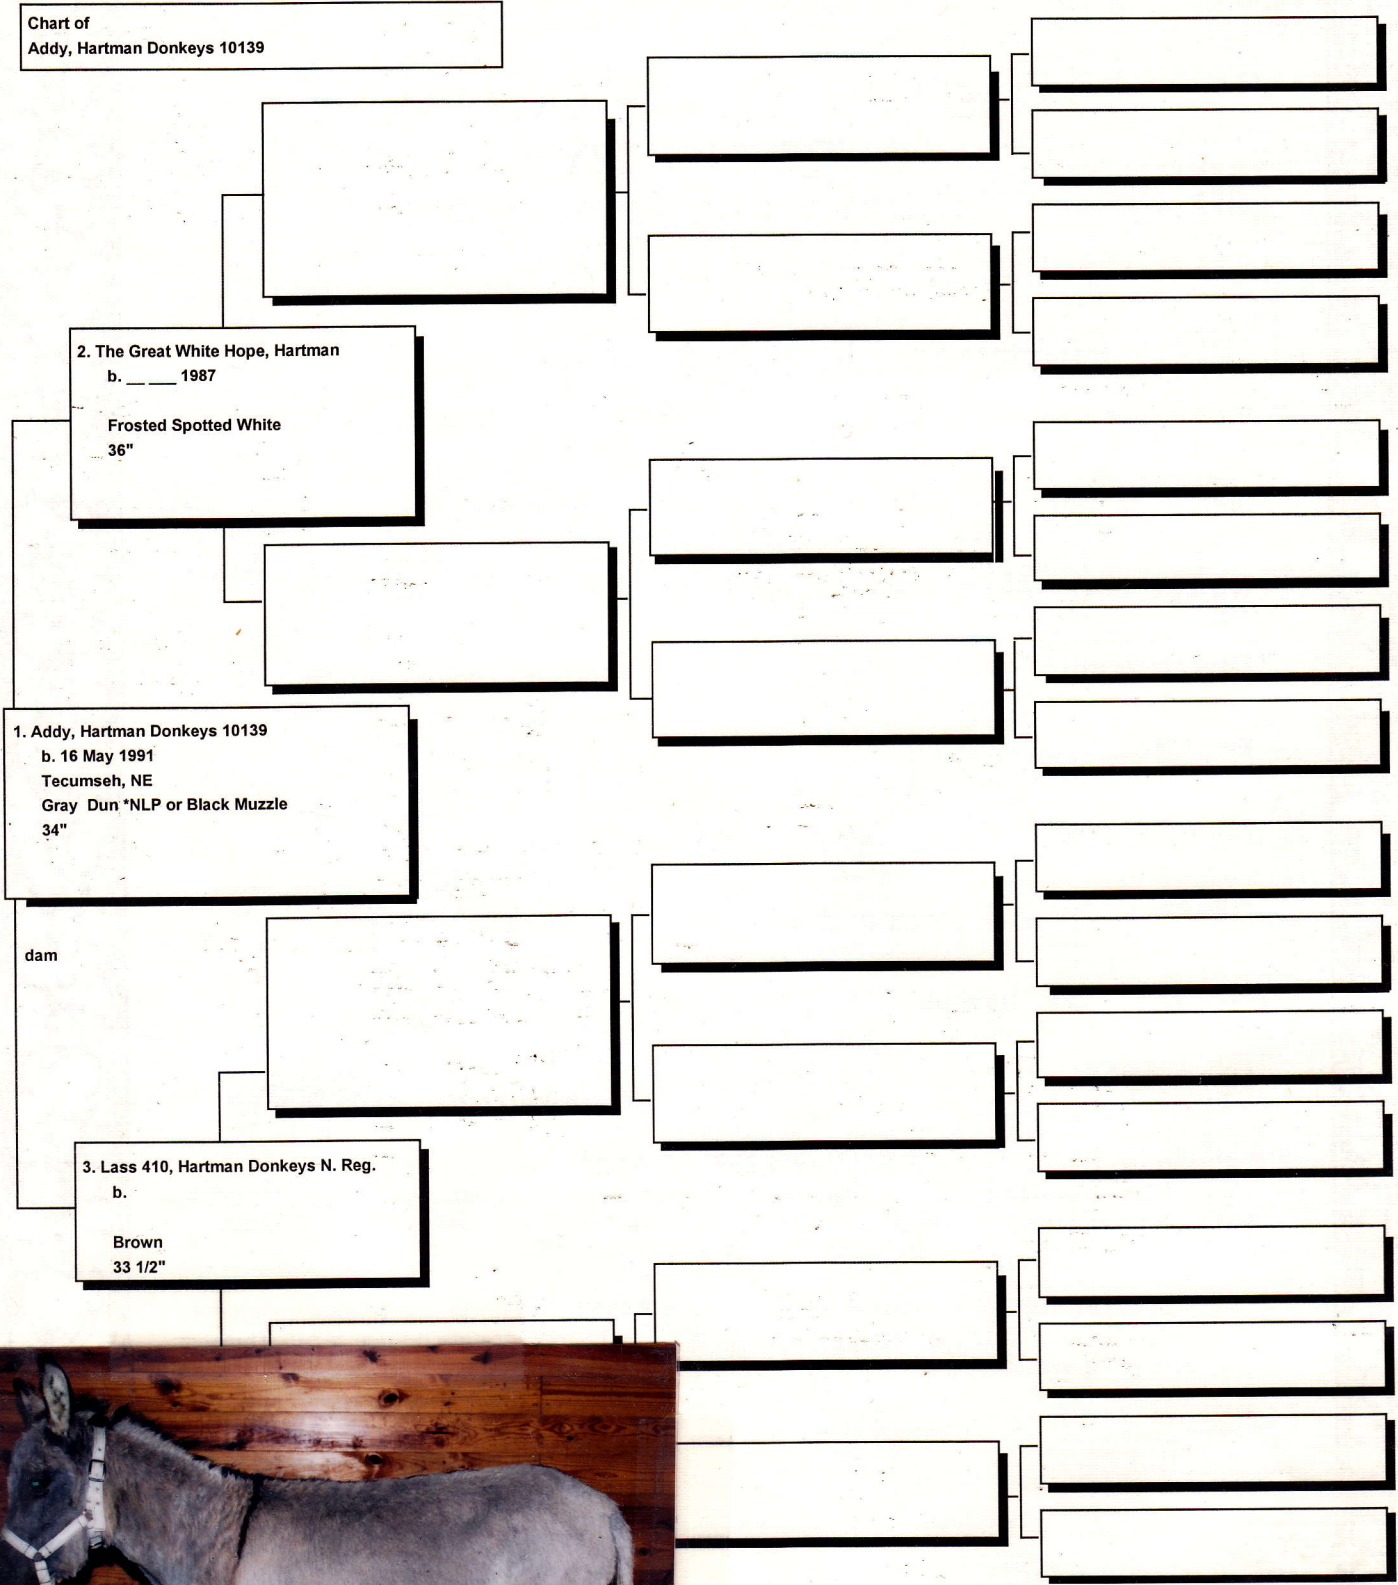 Chart of
Addy, Hartman Donkeys 10139
2. The Great White Hope, Hartman
b. __ ___ 1987
Frosted Spotted White
36"
1. Addy, Hartman Donkeys 10139
b. 16 May 1991
Tecumseh, NE
Gray  Dun *NLP or Black Muzzle
34"
dam
3. Lass 410, Hartman Donkeys N. Reg.
b.
Brown
33 1/2"